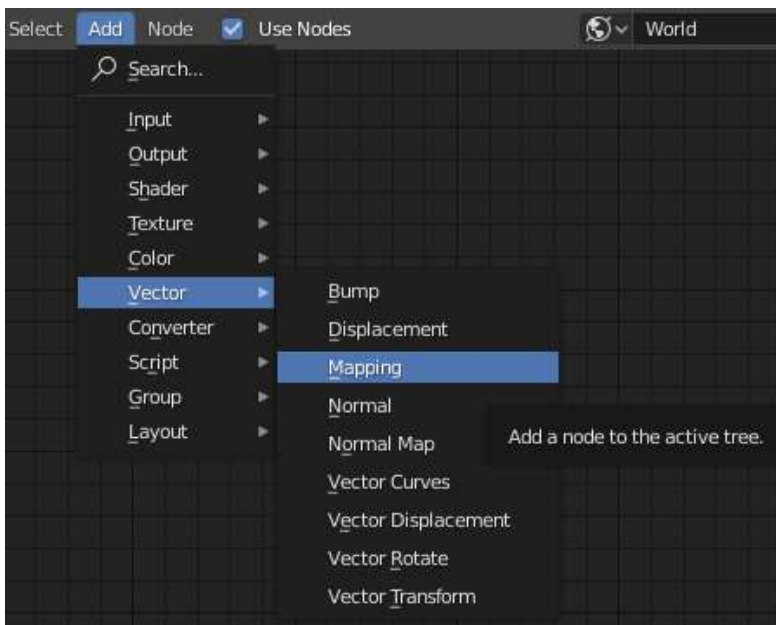 Select Add Node Use Nodes World
Search...
Input
Output
Shader
Texture
Color
Vector
Converter
Script
Group
Layout
Bump
Displacement
Mapping
Normal
Normal Map
Vector Curves
Vector Displacement
Vector Rotate
Vector Transform
Add a node to the active tree.